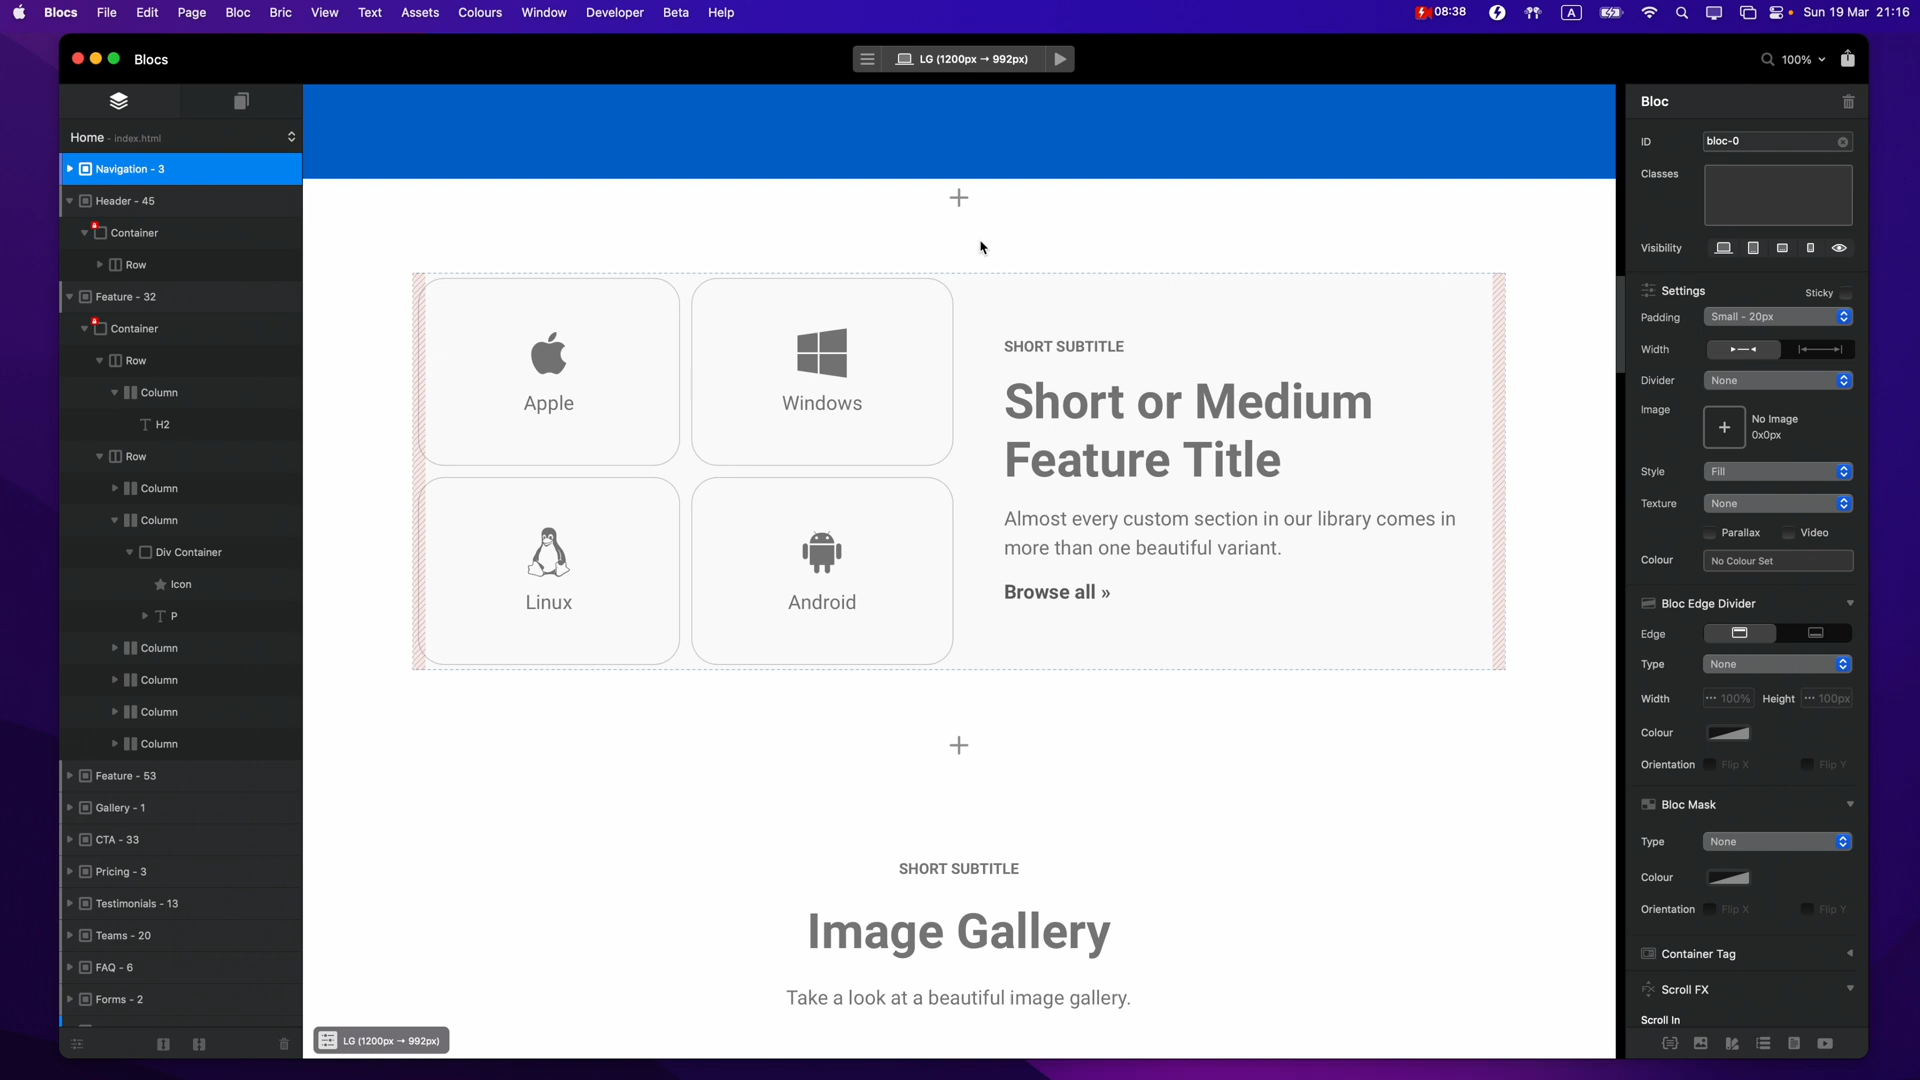 Blocs File Edit Page Bloc Bric View Text Assets Colours Window Developer Beta Help 08:38 A Sun 19 Mar 21:16
Blocs LG (1200px → 992px) 100%
Home - index.html
Navigation - 3
Header - 45
Container
Row
Feature - 32
Container
Row
Column
H2
Row
Column
Column
Div Container
Icon
P
Column
Column
Column
Column
Feature - 53
Gallery - 1
CTA - 33
Pricing - 3
Testimonials - 13
Teams - 20
FAQ - 6
Forms - 2
Apple
Windows
Linux
Android
SHORT SUBTITLE
Short or Medium
Feature Title
Almost every custom section in our library comes in
more than one beautiful variant.
Browse all »
SHORT SUBTITLE
Image Gallery
Take a look at a beautiful image gallery.
LG (1200px → 992px)
Bloc
ID bloc-0
Classes
Visibility
Settings Sticky
Padding Small - 20px
Width
Divider None
Image No Image
0x0px
Style Fill
Texture None
Parallax Video
Colour No Colour Set
Bloc Edge Divider
Edge
Type None
Width 100% Height 100px
Colour
Orientation Flip X Flip Y
Bloc Mask
Type None
Colour
Orientation Flip X Flip Y
Container Tag
Scroll FX
Scroll In